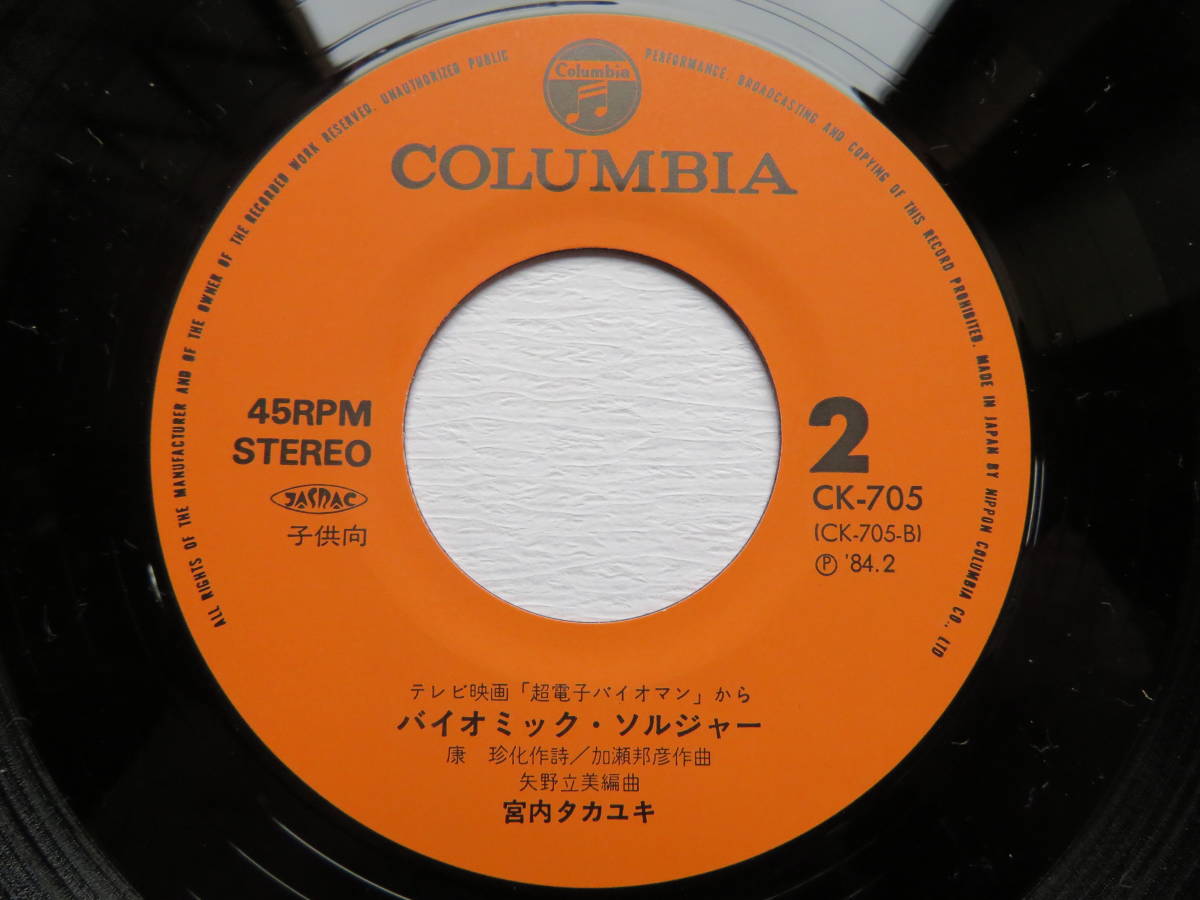 ALL RIGHTS OF THE MANUFACTURER AND OF THE OWNER OF THE RECORDED WORK RESERVED. UNAUTHORIZED PUBLIC PERFORMANCE, BROADCASTING AND COPYING OF THIS RECORD PROHIBITED. MADE IN JAPAN BY NIPPON COLUMBIA CO., LTD
Columbia
COLUMBIA
45RPM
STEREO
JASRAC
子供向
2
CK-705
(CK-705-B)
Ⓟ '84.2
テレビ映画「超電子バイオマン」から
バイオミック・ソルジャー
康 珍化作詩/加瀬邦彦作曲
矢野立美編曲
宮内タカユキ